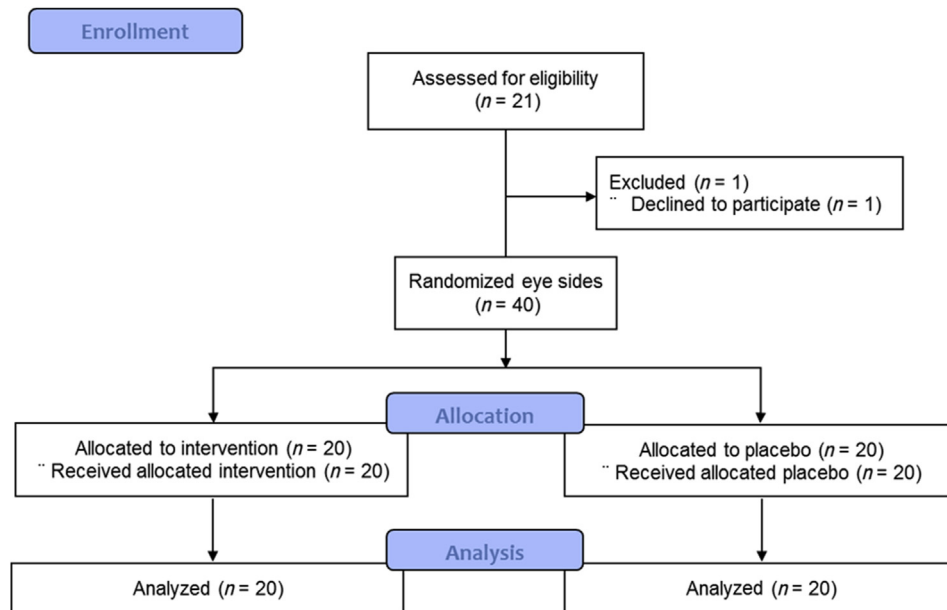 Enrollment
Assessed for eligibility
(n = 21)
Excluded (n = 1)
¨ Declined to participate (n = 1)
Randomized eye sides
(n = 40)
Allocation
Allocated to intervention (n = 20)
¨ Received allocated intervention (n = 20)
Allocated to placebo (n = 20)
¨ Received allocated placebo (n = 20)
Analysis
Analyzed (n = 20)
Analyzed (n = 20)